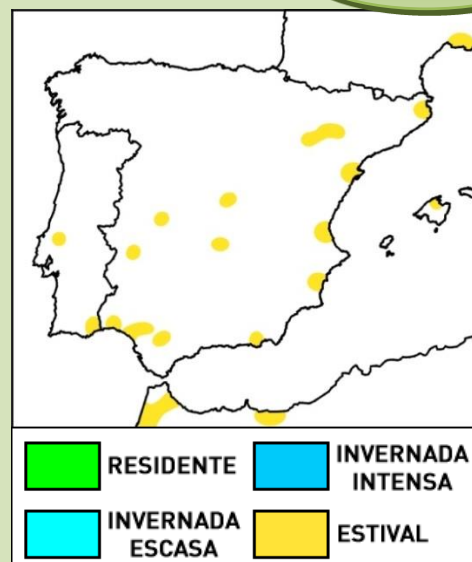 RESIDENTE
INVERNADA
INTENSA
INVERNADA
ESCASA
ESTIVAL